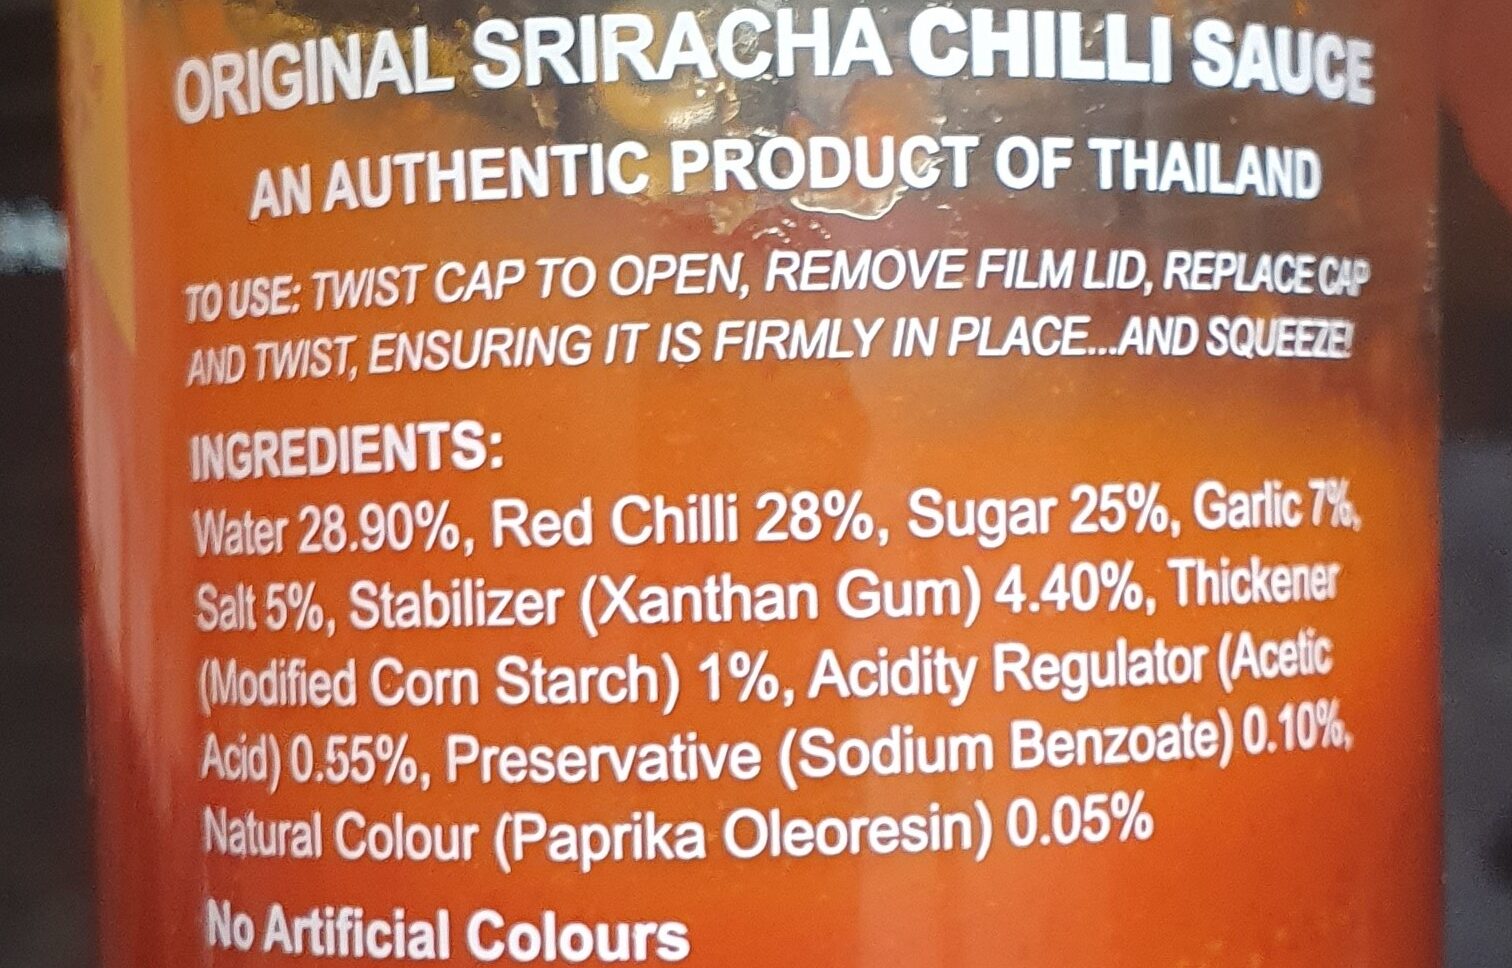 ORIGINAL SRIRACHA CHILLI SAUCE
AN AUTHENTIC PRODUCT OF THAILAND
TO USE: TWIST CAP TO OPEN, REMOVE FILM LID, REPLACE CAP
AND TWIST, ENSURING IT IS FIRMLY IN PLACE...AND SQUEEZE!
INGREDIENTS:
Water 28.90%, Red Chilli 28%, Sugar 25%, Garlic 7%,
Salt 5%, Stabilizer (Xanthan Gum) 4.40%, Thickener
(Modified Corn Starch) 1%, Acidity Regulator (Acetic
Acid) 0.55%, Preservative (Sodium Benzoate) 0.10%,
Natural Colour (Paprika Oleoresin) 0.05%
No Artificial Colours